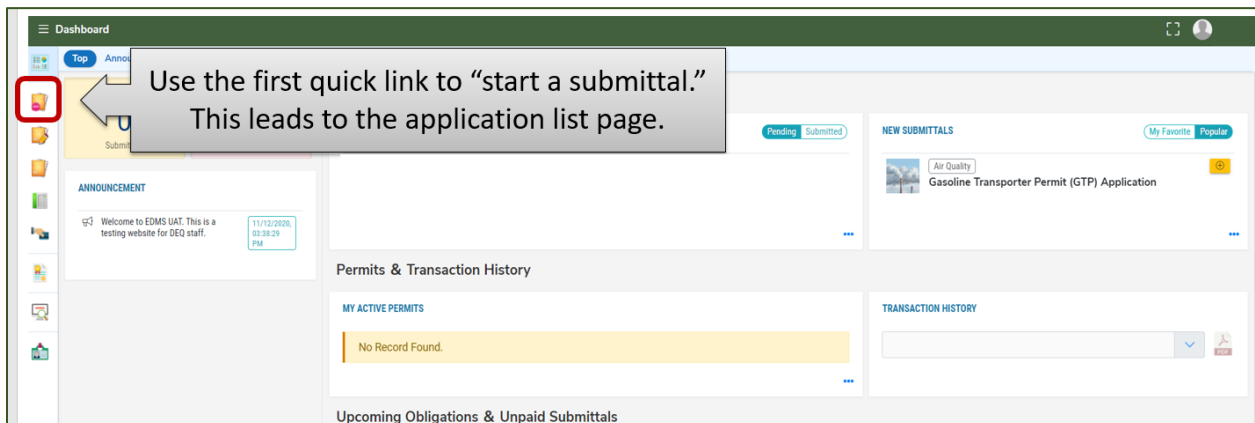 Dashboard
Top
Use the first quick link to “start a submittal.”
This leads to the application list page.
Pending Submitted
NEW SUBMITTALS
My Favorite Popular
Air Quality
Gasoline Transporter Permit (GTP) Application
ANNOUNCEMENT
Welcome to EDMS UAT. This is a
testing website for DEQ staff.
11/12/2020,
03:38:29
PM
Permits & Transaction History
MY ACTIVE PERMITS
No Record Found.
TRANSACTION HISTORY
PDF
Upcoming Obligations & Unpaid Submittals